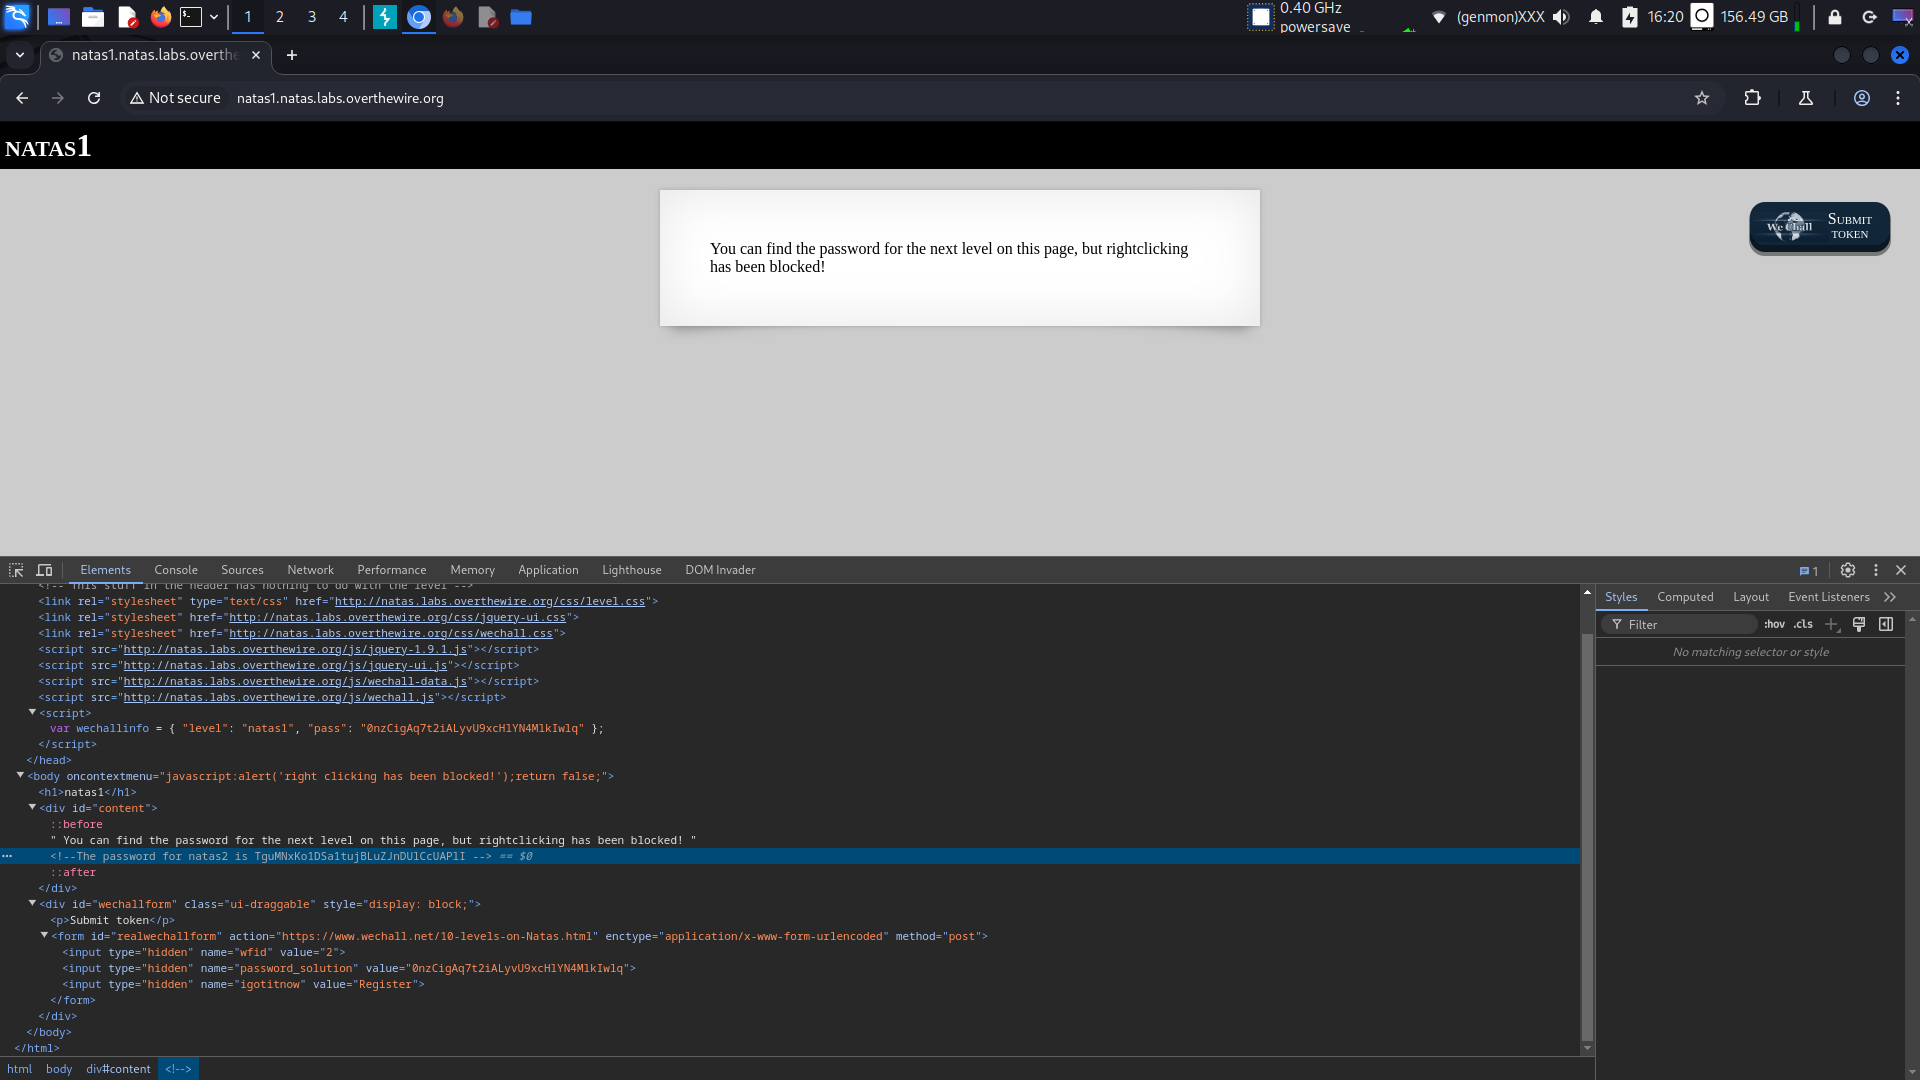 1 2 3 4
0.40 GHz
powersave
(genmon)XXX
16:20
156.49 GB
natas1.natas.labs.overthe
Not secure
natas1.natas.labs.overthewire.org
NATAS1
You can find the password for the next level on this page, but rightclicking
has been blocked!
We Chall
SUBMIT
TOKEN
Elements Console Sources Network Performance Memory Application Lighthouse DOM Invader
1
<!-- This stuff in the header has nothing to do with the level -->
<link rel="stylesheet" type="text/css" href="http://natas.labs.overthewire.org/css/level.css">
<link rel="stylesheet" href="http://natas.labs.overthewire.org/css/jquery-ui.css">
<link rel="stylesheet" href="http://natas.labs.overthewire.org/css/wechall.css">
<script src="http://natas.labs.overthewire.org/js/jquery-1.9.1.js"></script>
<script src="http://natas.labs.overthewire.org/js/jquery-ui.js"></script>
<script src="http://natas.labs.overthewire.org/js/wechall-data.js"></script>
<script src="http://natas.labs.overthewire.org/js/wechall.js"></script>
<script>
var wechallinfo = { "level": "natas1", "pass": "0nzCigAq7t2iALyvU9xcHlYN4MlkIwlq" };
</script>
</head>
<body oncontextmenu="javascript:alert('right clicking has been blocked!');return false;">
<h1>natas1</h1>
<div id="content">
::before
" You can find the password for the next level on this page, but rightclicking has been blocked! "
<!--The password for natas2 is TguMNxKo1DSa1tujBLuZJnDUlCcUAPlI --> == $0
::after
</div>
<div id="wechallform" class="ui-draggable" style="display: block;">
<p>Submit token</p>
<form id="realwechallform" action="https://www.wechall.net/10-levels-on-Natas.html" enctype="application/x-www-form-urlencoded" method="post">
<input type="hidden" name="wfid" value="2">
<input type="hidden" name="password_solution" value="0nzCigAq7t2iALyvU9xcHlYN4MlkIwlq">
<input type="hidden" name="igotitnow" value="Register">
</form>
</div>
</body>
</html>
html body div#content <!-->
Styles Computed Layout Event Listeners
Filter
:hov .cls
No matching selector or style